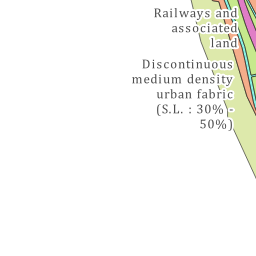 Railways and
associated
land
Discontinuous
medium density
urban fabric
(S.L. : 30% -
50%)